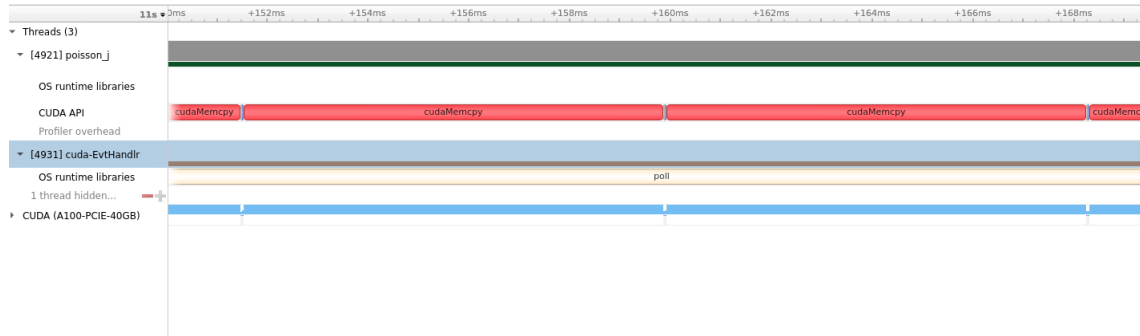 11s 0ms +152ms +154ms +156ms +158ms +160ms +162ms +164ms +166ms +168ms
Threads (3)
[4921] poisson_j
OS runtime libraries
CUDA API cudaMemcpy cudaMemcpy cudaMemcpy cudaMemc
Profiler overhead
[4931] cuda-EvtHandlr
OS runtime libraries poll
1 thread hidden...
CUDA (A100-PCIE-40GB)